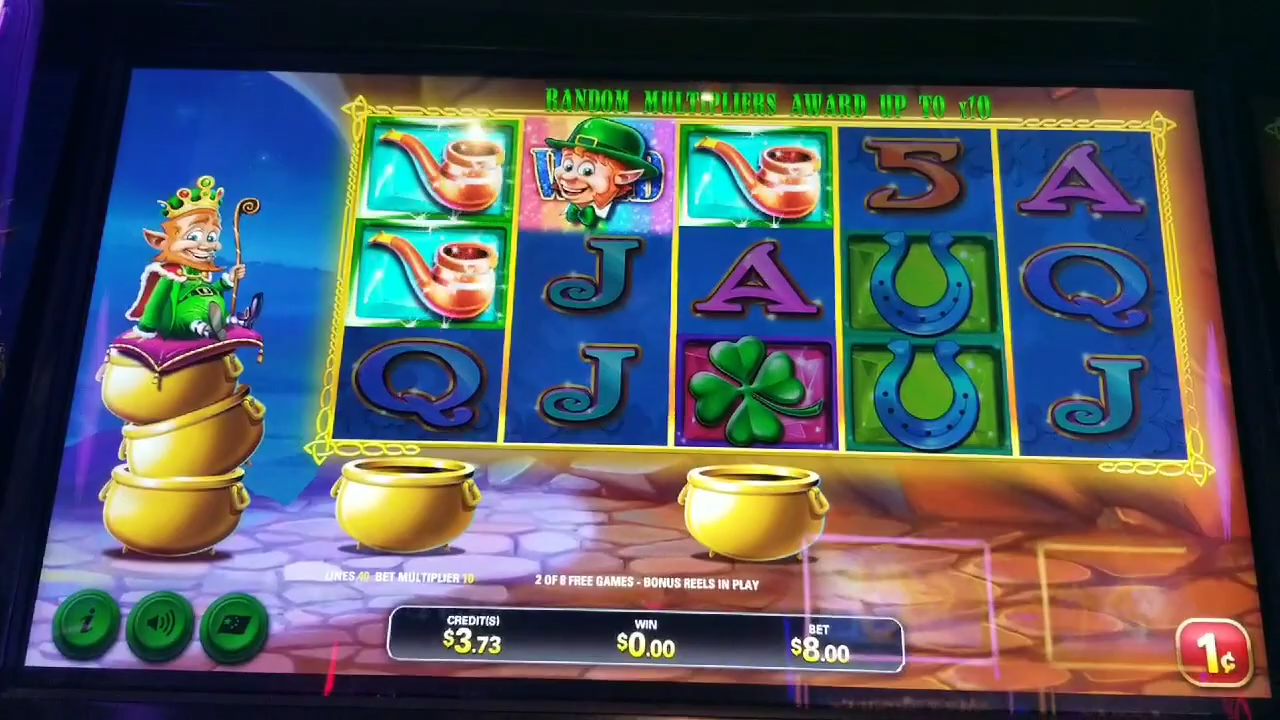 RANDOM MULTIPLIERS AWARD UP TO x10
WILD
5 A
J A Q
Q J J
LINES 40 BET MULTIPLIER 10
2 OF 8 FREE GAMES - BONUS REELS IN PLAY
CREDIT(S) WIN BET
$3.73 $0.00 $8.00
i
1¢